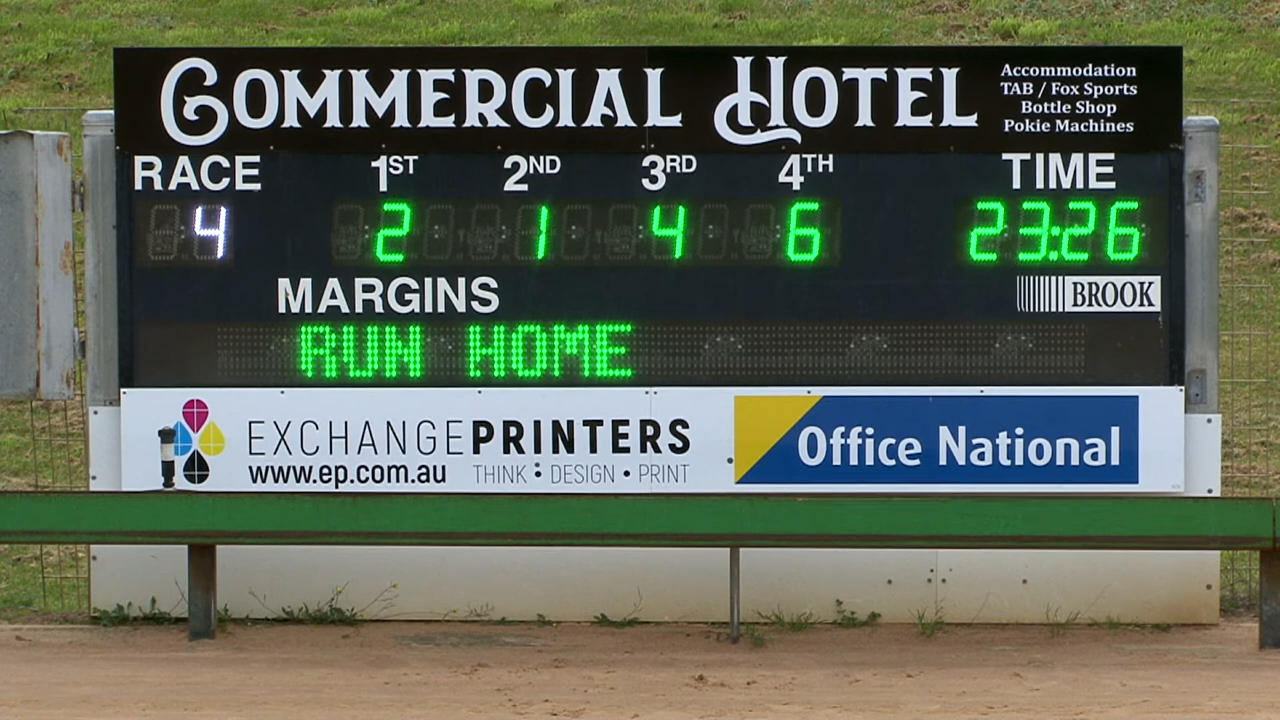 COMMERCIAL HOTEL
Accommodation
TAB / Fox Sports
Bottle Shop
Pokie Machines
RACE 1ST 2ND 3RD 4TH TIME
4 2 1 4 6 23:26
MARGINS
BROOK
RUN HOME
EXCHANGEPRINTERS
www.ep.com.au THINK • DESIGN • PRINT
Office National